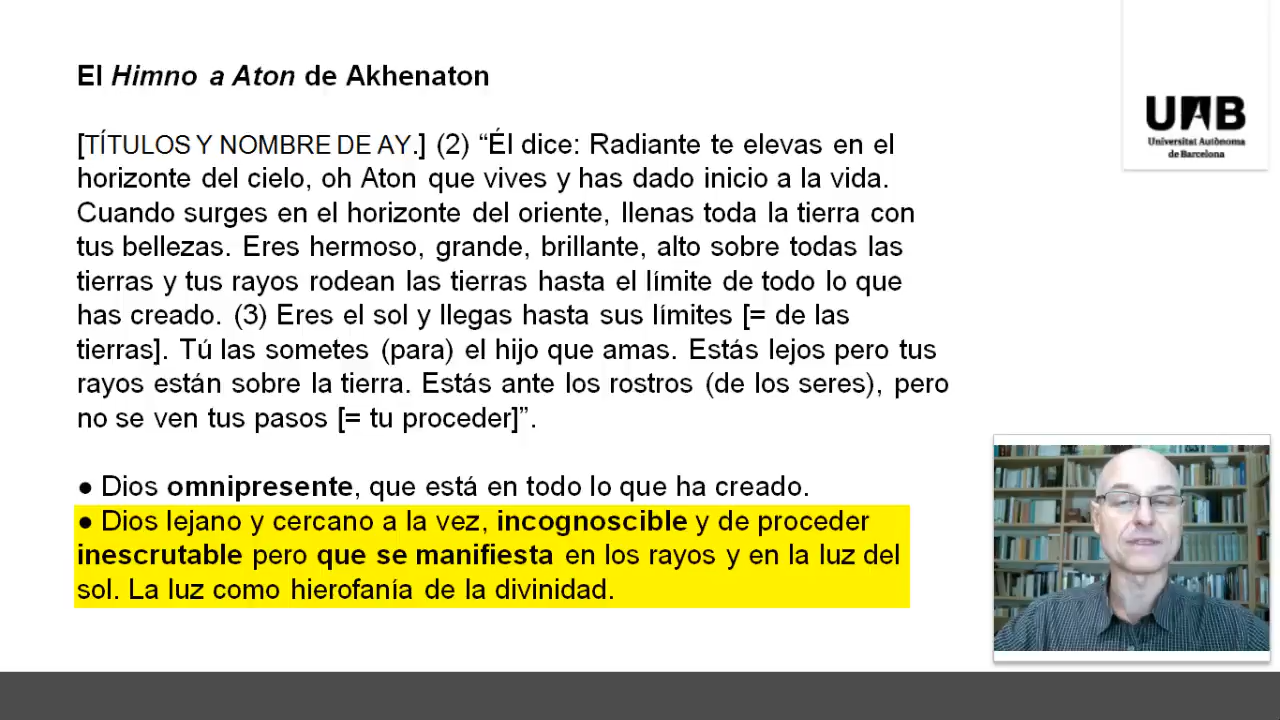 El Himno a Aton de Akhenaton
[TÍTULOS Y NOMBRE DE AY.] (2) “Él dice: Radiante te elevas en el
horizonte del cielo, oh Aton que vives y has dado inicio a la vida.
Cuando surges en el horizonte del oriente, llenas toda la tierra con
tus bellezas. Eres hermoso, grande, brillante, alto sobre todas las
tierras y tus rayos rodean las tierras hasta el límite de todo lo que
has creado. (3) Eres el sol y llegas hasta sus límites [= de las
tierras]. Tú las sometes (para) el hijo que amas. Estás lejos pero tus
rayos están sobre la tierra. Estás ante los rostros (de los seres), pero
no se ven tus pasos [= tu proceder]”.
● Dios omnipresente, que está en todo lo que ha creado.
● Dios lejano y cercano a la vez, incognoscible y de proceder
inescrutable pero que se manifiesta en los rayos y en la luz del
sol. La luz como hierofanía de la divinidad.
UAB
Universitat Autònoma
de Barcelona